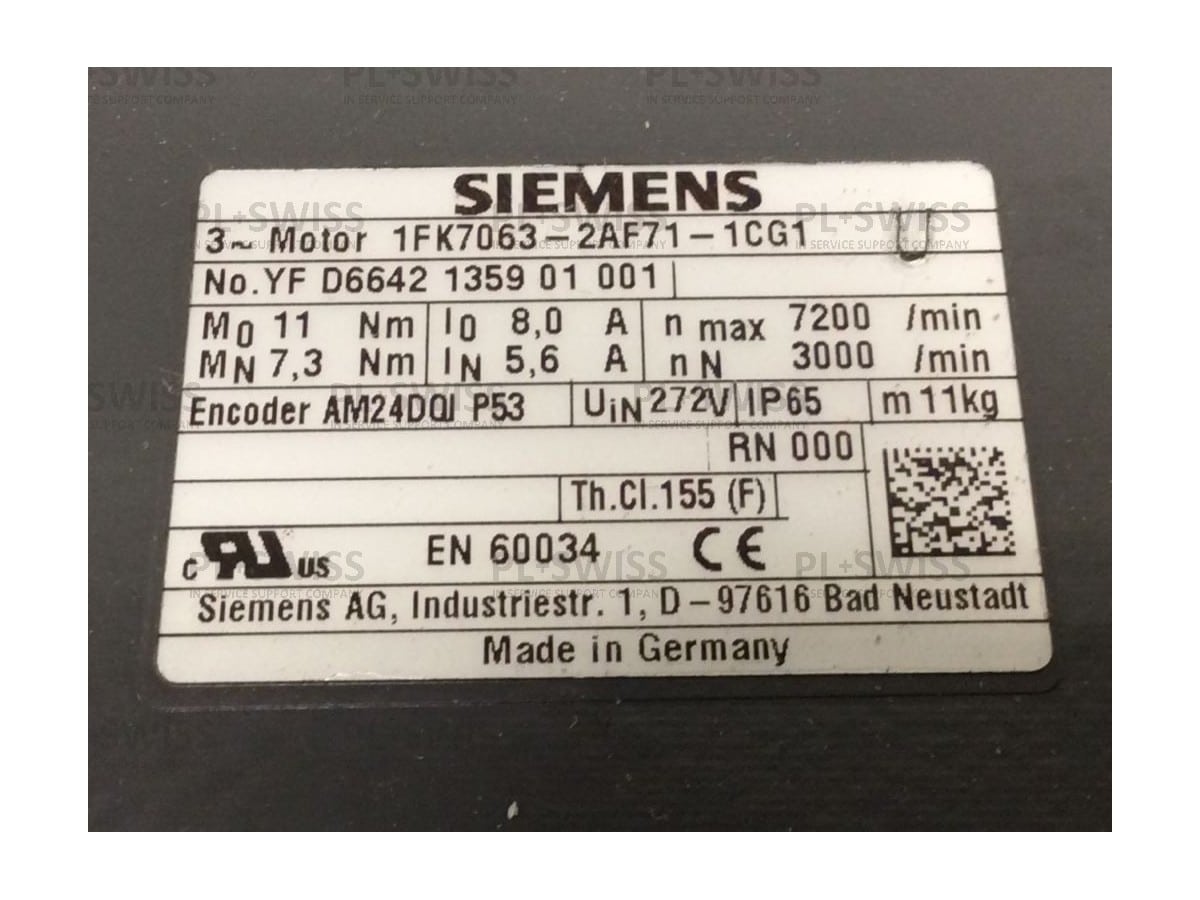 SIEMENS
3~ Motor 1FK7063-2AF71-1CG1 U
No.YF D6642 1359 01 001
M0 11 Nm I0 8,0 A n max 7200 /min
MN 7,3 Nm IN 5,6 A n N 3000 /min
Encoder AM24DQI P53 UiN 272V IP65 m 11kg
RN 000
Th.Cl.155 (F)
c RU us EN 60034 CE
Siemens AG, Industriestr. 1, D-97616 Bad Neustadt
Made in Germany
PL+SWISS
IN SERVICE SUPPORT COMPANY